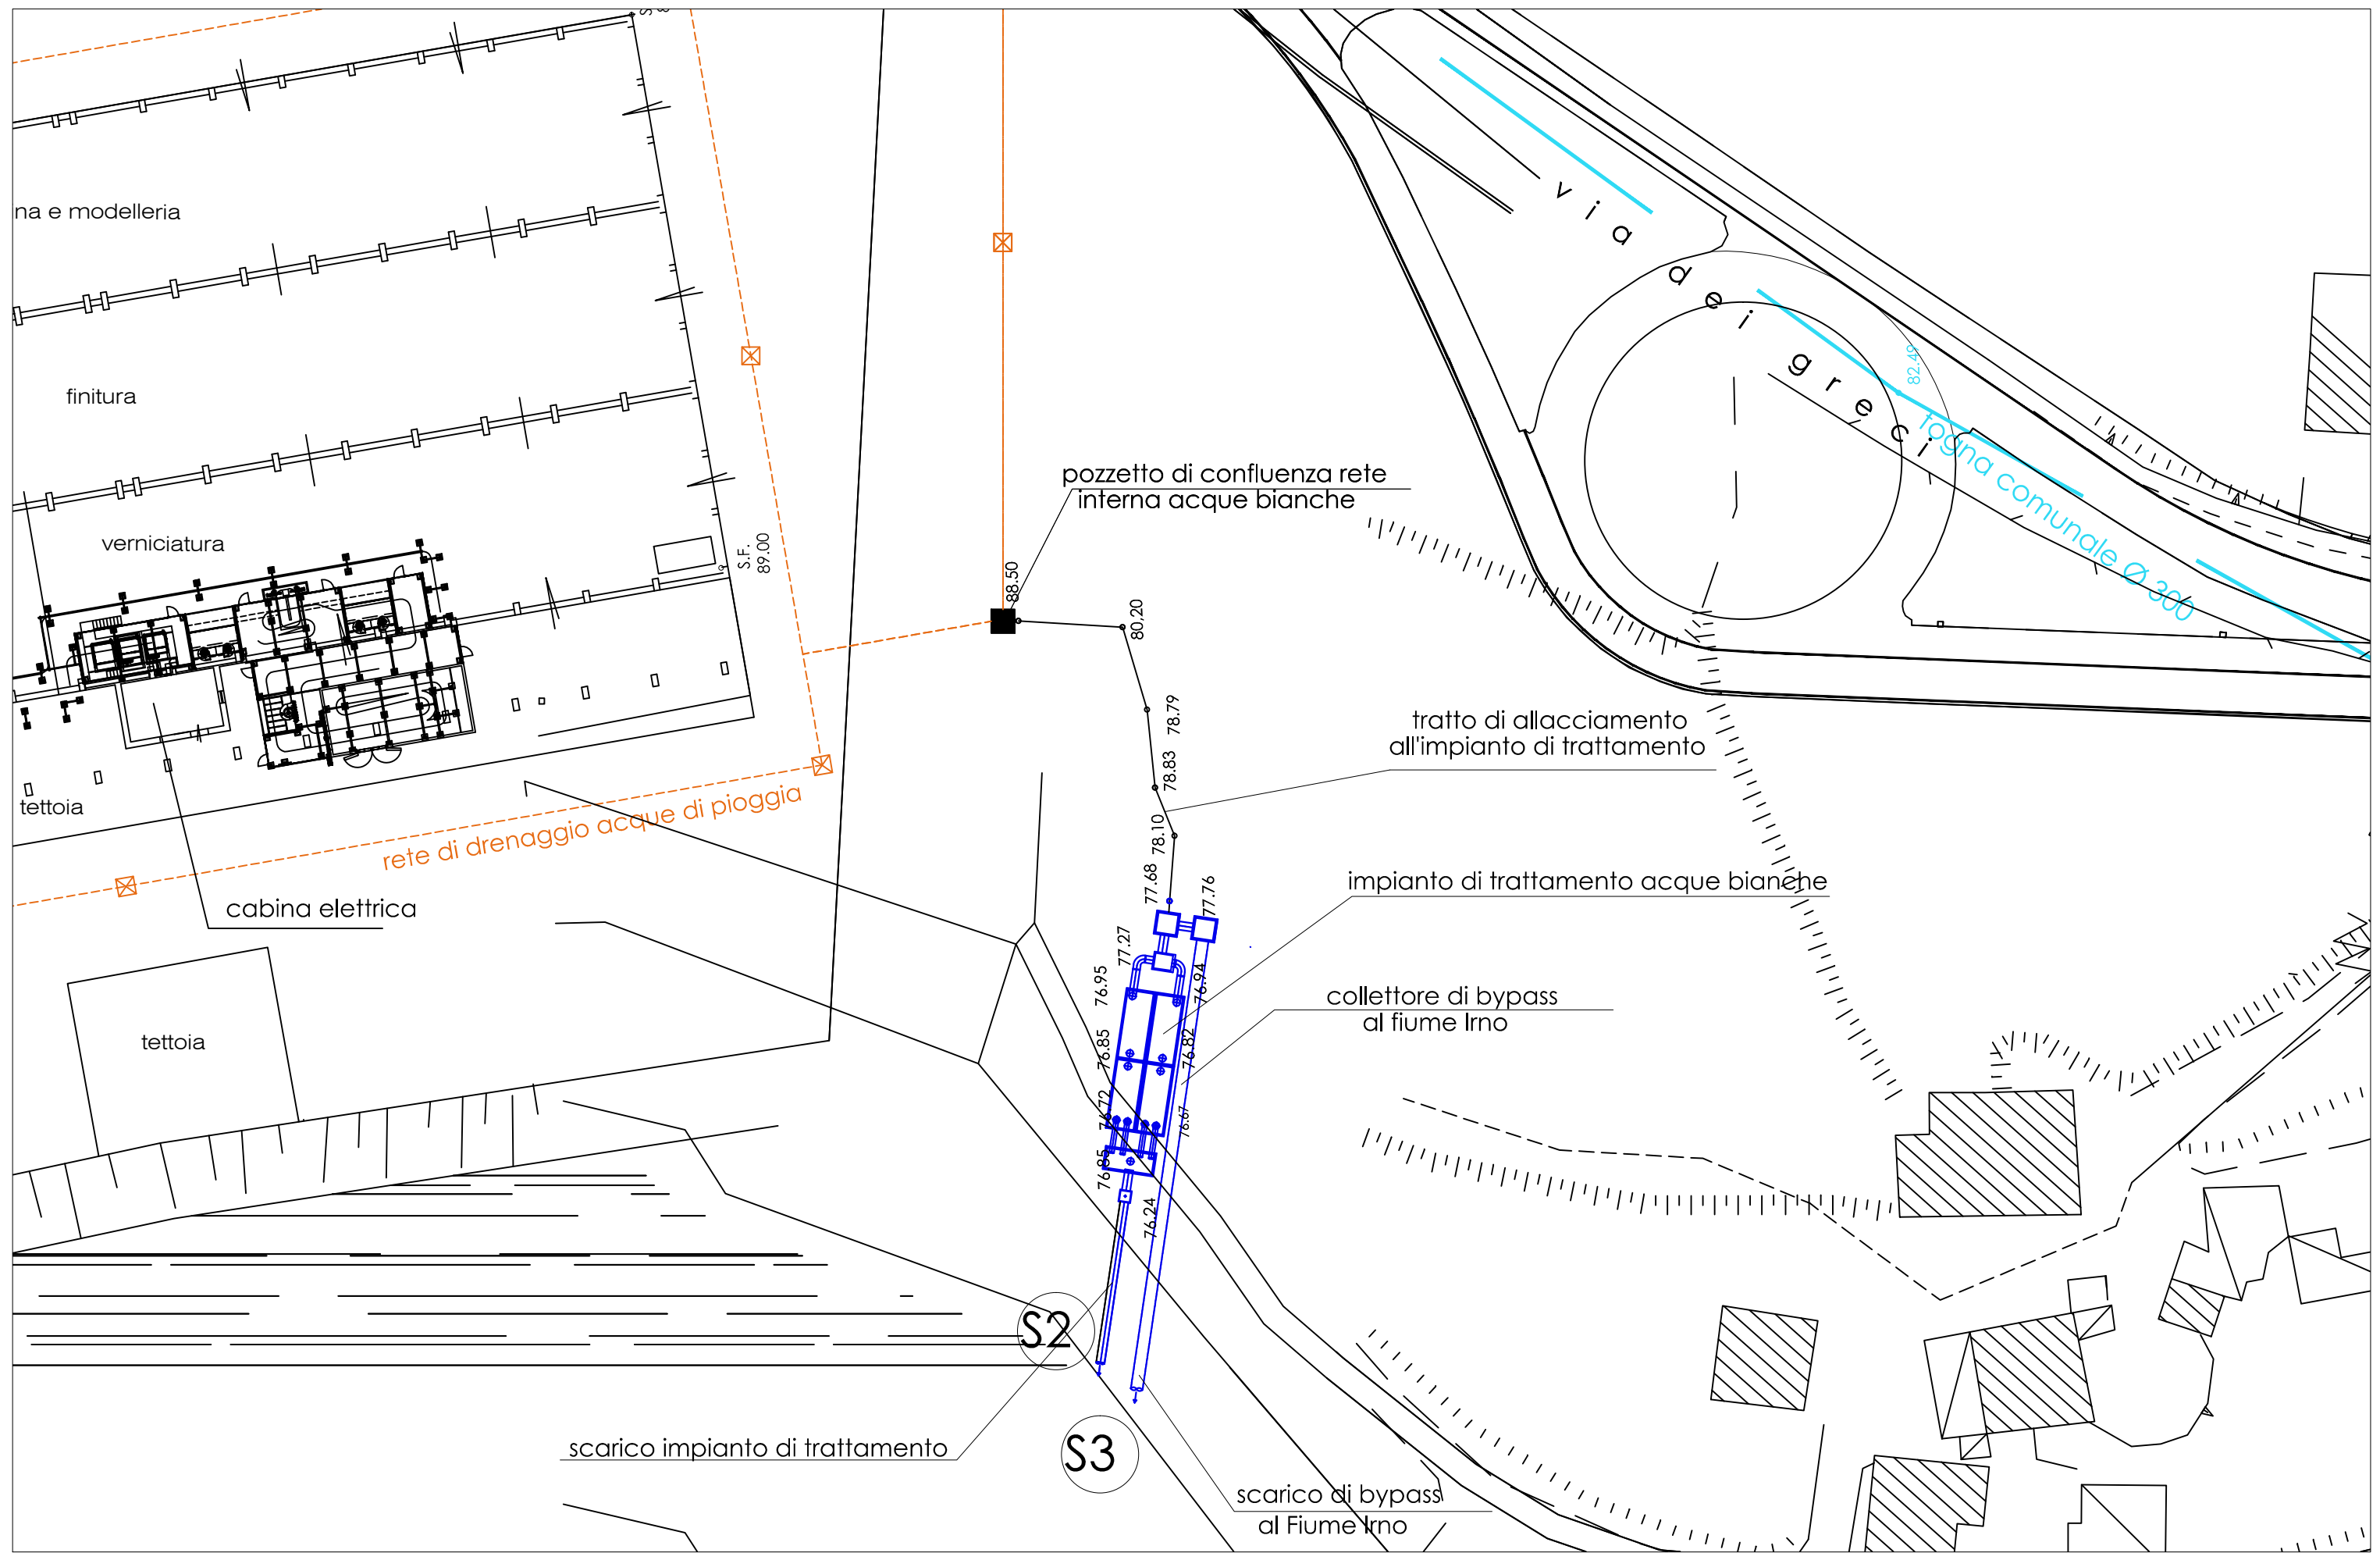 na e modelleria
finitura
verniciatura
S.F.
89.00
tettoia
cabina elettrica
tettoia
rete di drenaggio acque di pioggia
pozzetto di confluenza rete
interna acque bianche
88.50
80.20
78.79
78.83
78.10
77.68
77.76
77.27
76.95
76.94
76.85
76.82
76.72
76.67
76.85
76.24
via dei greci
82.49
fogna comunale Ø 300
tratto di allacciamento
all'impianto di trattamento
impianto di trattamento acque bianche
collettore di bypass
al fiume Irno
S2
S3
scarico impianto di trattamento
scarico di bypass
al Fiume Irno